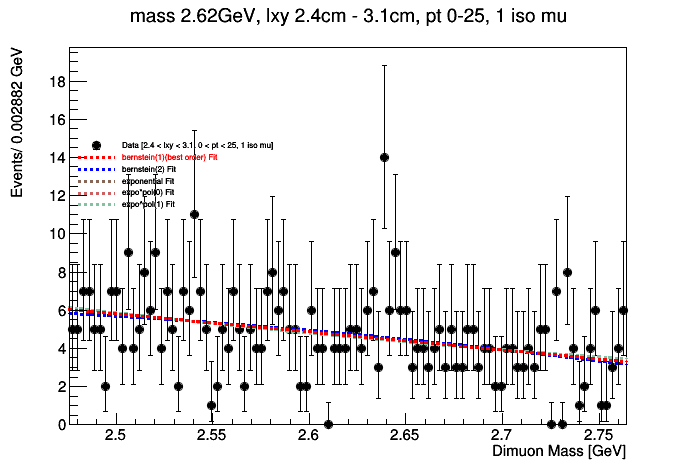 mass 2.62GeV, lxy 2.4cm - 3.1cm, pt 0-25, 1 iso mu
Events/ 0.002882 GeV
18
16
14
12
10
8
6
4
2
0
Data [2.4 < lxy < 3.1, 0 < pt < 25, 1 iso mu]
bernstein(1)(best order) Fit
bernstein(2) Fit
exponential Fit
expo*pol(0) Fit
expo*pol(1) Fit
2.5 2.55 2.6 2.65 2.7 2.75
Dimuon Mass [GeV]